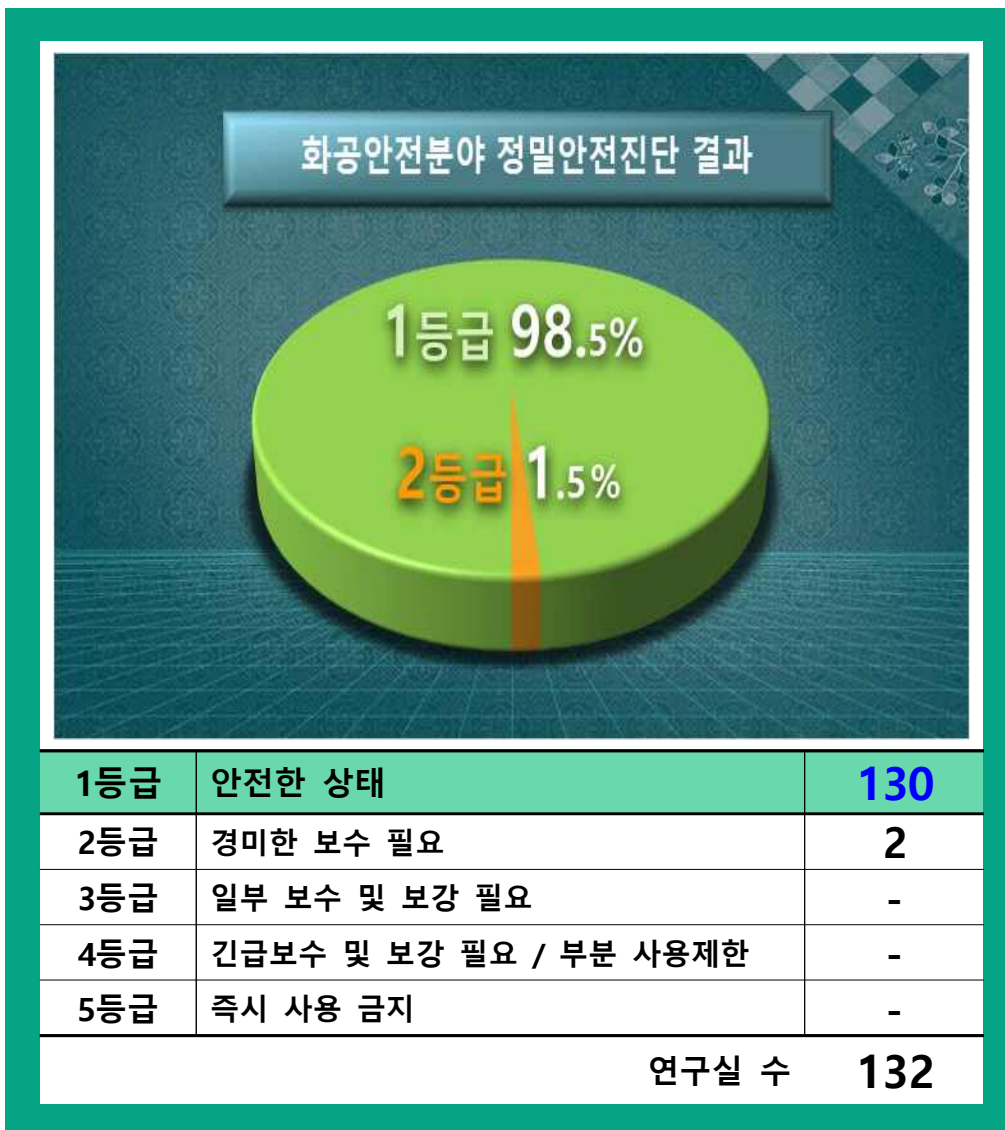 화공안전분야 정밀안전진단 결과
1등급 98.5%
2등급 1.5%
1등급 안전한 상태 130
2등급 경미한 보수 필요 2
3등급 일부 보수 및 보강 필요 -
4등급 긴급보수 및 보강 필요 / 부분 사용제한 -
5등급 즉시 사용 금지 -
연구실 수 132